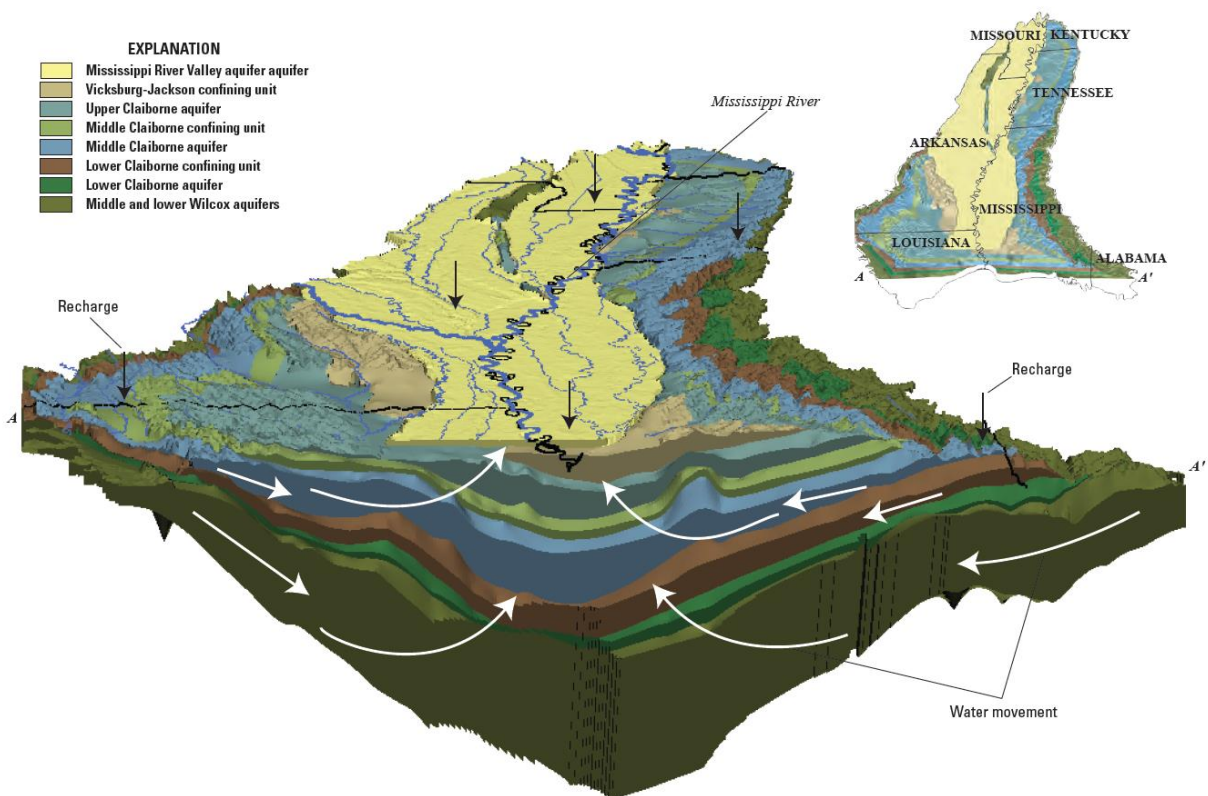 EXPLANATION
Mississippi River Valley aquifer aquifer
Vicksburg-Jackson confining unit
Upper Claiborne aquifer
Middle Claiborne confining unit
Middle Claiborne aquifer
Lower Claiborne confining unit
Lower Claiborne aquifer
Middle and lower Wilcox aquifers
MISSOURI
KENTUCKY
TENNESSEE
ARKANSAS
MISSISSIPPI
LOUISIANA
ALABAMA
A
A'
Mississippi River
Recharge
Recharge
A
A'
Water movement